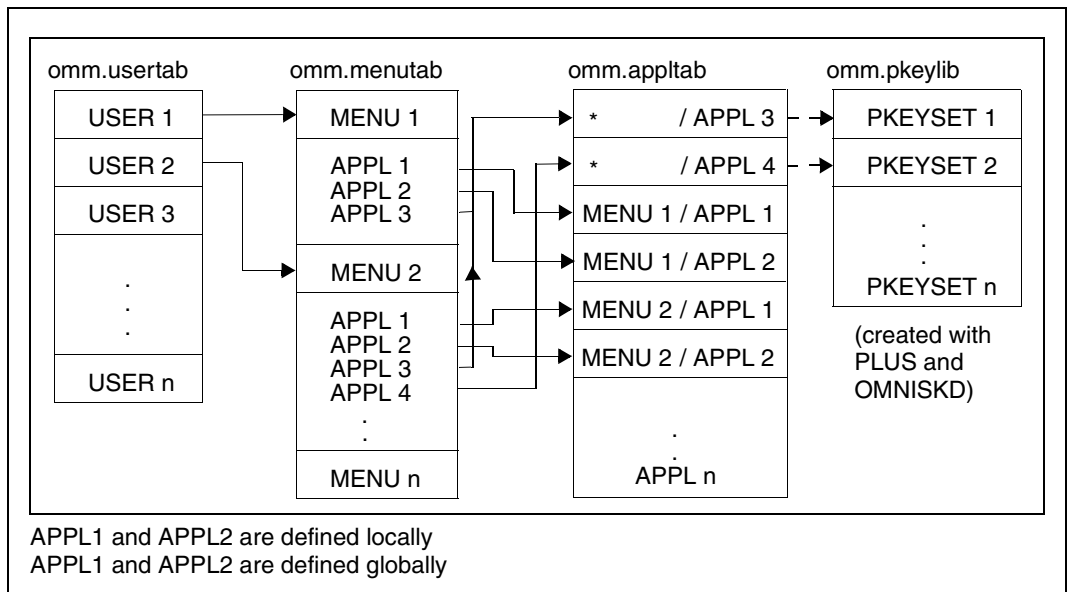 omm.usertab
USER 1
USER 2
USER 3
.
.
.
USER n
omm.menutab
MENU 1
APPL 1
APPL 2
APPL 3
MENU 2
APPL 1
APPL 2
APPL 3
APPL 4
.
.
MENU n
omm.appltab
* / APPL 3
* / APPL 4
MENU 1 / APPL 1
MENU 1 / APPL 2
MENU 2 / APPL 1
MENU 2 / APPL 2
.
.
APPL n
omm.pkeylib
PKEYSET 1
PKEYSET 2
.
.
.
PKEYSET n
(created with
PLUS and
OMNISKD)
APPL1 and APPL2 are defined locally
APPL1 and APPL2 are defined globally